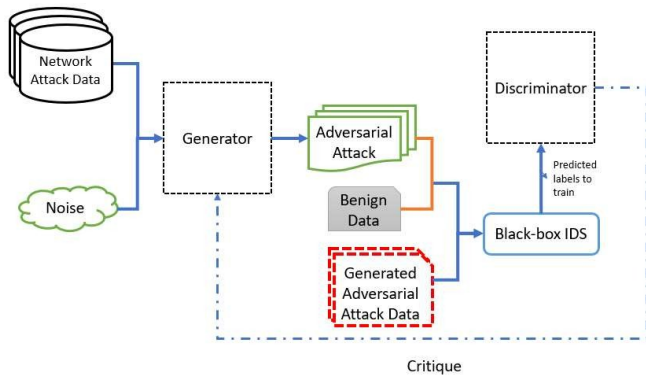 Network
Attack Data
Noise
Generator
Adversarial
Attack
Benign
Data
Generated
Adversarial
Attack Data
Discriminator
Predicted
labels to
train
Black-box IDS
Critique